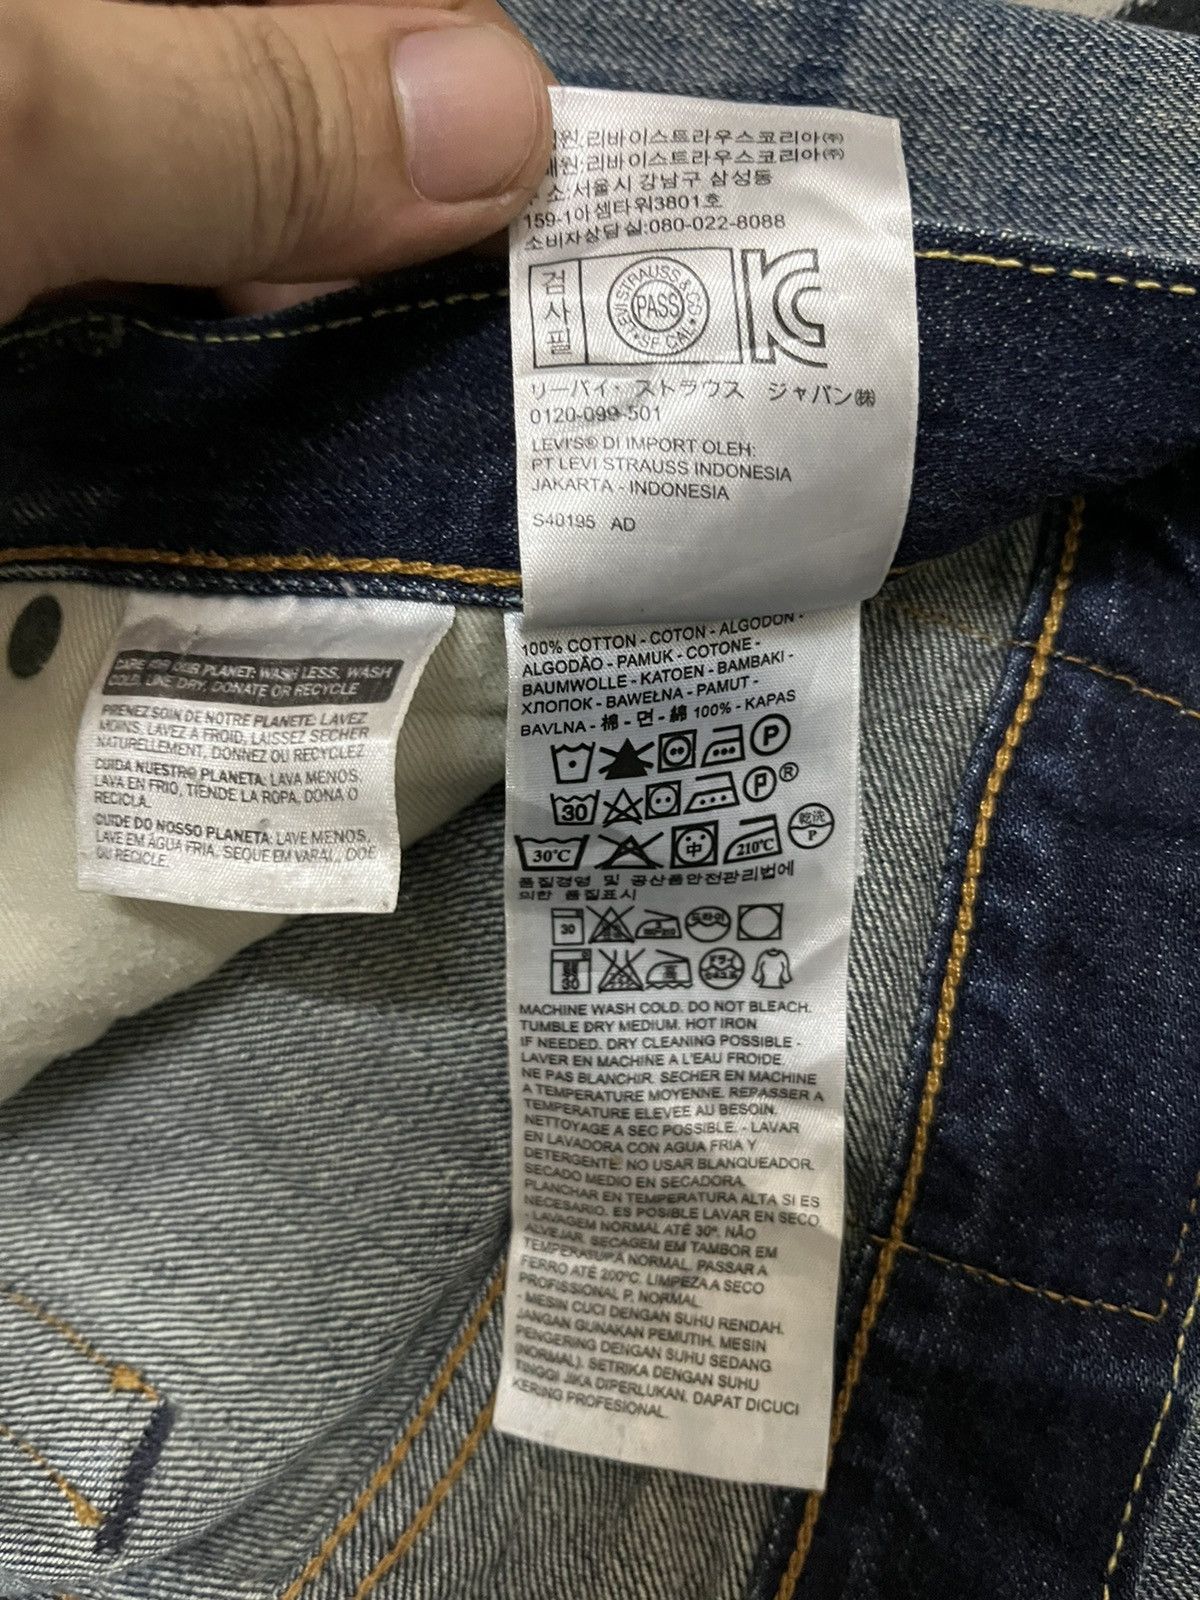 원:리바이스트라우스코리아㈜
원:리바이스트라우스코리아㈜
소:서울시 강남구 삼성동
159-1아셈타워3801호
소비자상담실:080-022-8088
검사필
LEVI STRAUSS & CO
PASS
SF. CAL
リーバイ・ストラウス ジャパン㈱
0120-099-501
LEVI'S® DI IMPORT OLEH:
PT LEVI STRAUSS INDONESIA
JAKARTA - INDONESIA
S40195 AD
CARE FOR OUR PLANET: WASH LESS, WASH
COLD, LINE DRY, DONATE OR RECYCLE
PRENEZ SOIN DE NOTRE PLANETE: LAVEZ
MOINS, LAVEZ A FROID, LAISSEZ SECHER
NATURELLEMENT, DONNEZ OU RECYCLEZ
CUIDA NUESTRO PLANETA: LAVA MENOS,
LAVA EN FRIO, TIENDE LA ROPA, DONA O
RECICLA.
CUIDE DO NOSSO PLANETA: LAVE MENOS,
LAVE EM ÁGUA FRIA, SEQUE EM VARAL, DOE
OU RECICLE.
100% COTTON - COTON - ALGODON -
ALGODÃO - PAMUK - COTONE -
BAUMWOLLE - KATOEN - BAMBAKI -
ХЛОПОК - BAWEŁNA - PAMUT -
BAVLNA - 棉 - 면 - 綿 100% - KAPAS
P
30 P ®
30°C 中 210°C 乾洗 P
품질경영 및 공산품안전관리법에
의한 품질표시
30 드라이
30 ドライ
MACHINE WASH COLD. DO NOT BLEACH.
TUMBLE DRY MEDIUM. HOT IRON
IF NEEDED. DRY CLEANING POSSIBLE -
LAVER EN MACHINE A L'EAU FROIDE.
NE PAS BLANCHIR. SECHER EN MACHINE
A TEMPERATURE MOYENNE. REPASSER A
TEMPERATURE ELEVEE AU BESOIN.
NETTOYAGE A SEC POSSIBLE. - LAVAR
EN LAVADORA CON AGUA FRIA Y
DETERGENTE. NO USAR BLANQUEADOR.
SECADO MEDIO EN SECADORA.
PLANCHAR EN TEMPERATURA ALTA SI ES
NECESARIO. ES POSIBLE LAVAR EN SECO
- LAVAGEM NORMAL ATÉ 30º. NÃO
ALVEJAR. SECAGEM EM TAMBOR EM
TEMPERATURA NORMAL. PASSAR A
FERRO ATÉ 200ºC. LIMPEZA A SECO
PROFISSIONAL P, NORMAL.
- MESIN CUCI DENGAN SUHU RENDAH.
JANGAN GUNAKAN PEMUTIH. MESIN
PENGERING DENGAN SUHU SEDANG
(NORMAL). SETRIKA DENGAN SUHU
TINGGI JIKA DIPERLUKAN. DAPAT DICUCI
KERING PROFESIONAL.